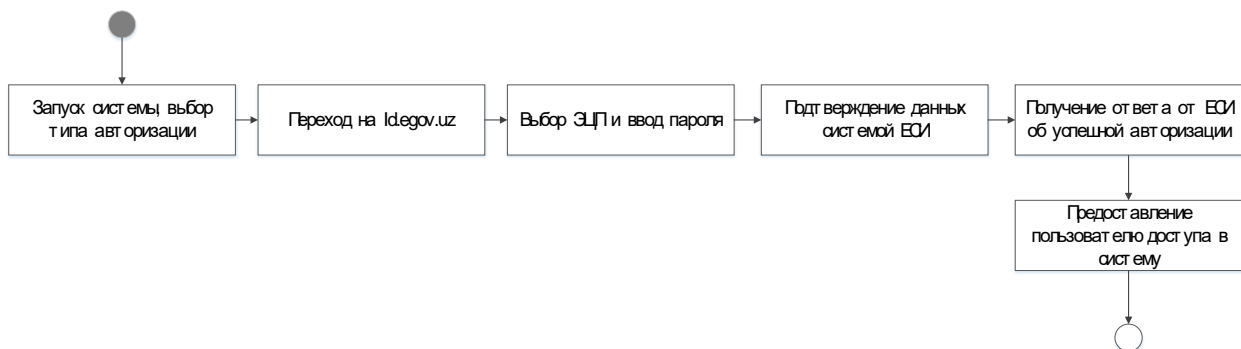 Запуск системы, выбор
типа авторизации
Переход на Id.egov.uz
Выбор ЭЦП и ввод пароля
Подтверждение данных
системой ЕСИ
Получение ответа от ЕСИ
об успешной авторизации
Предоставление
пользователю доступа в
систему